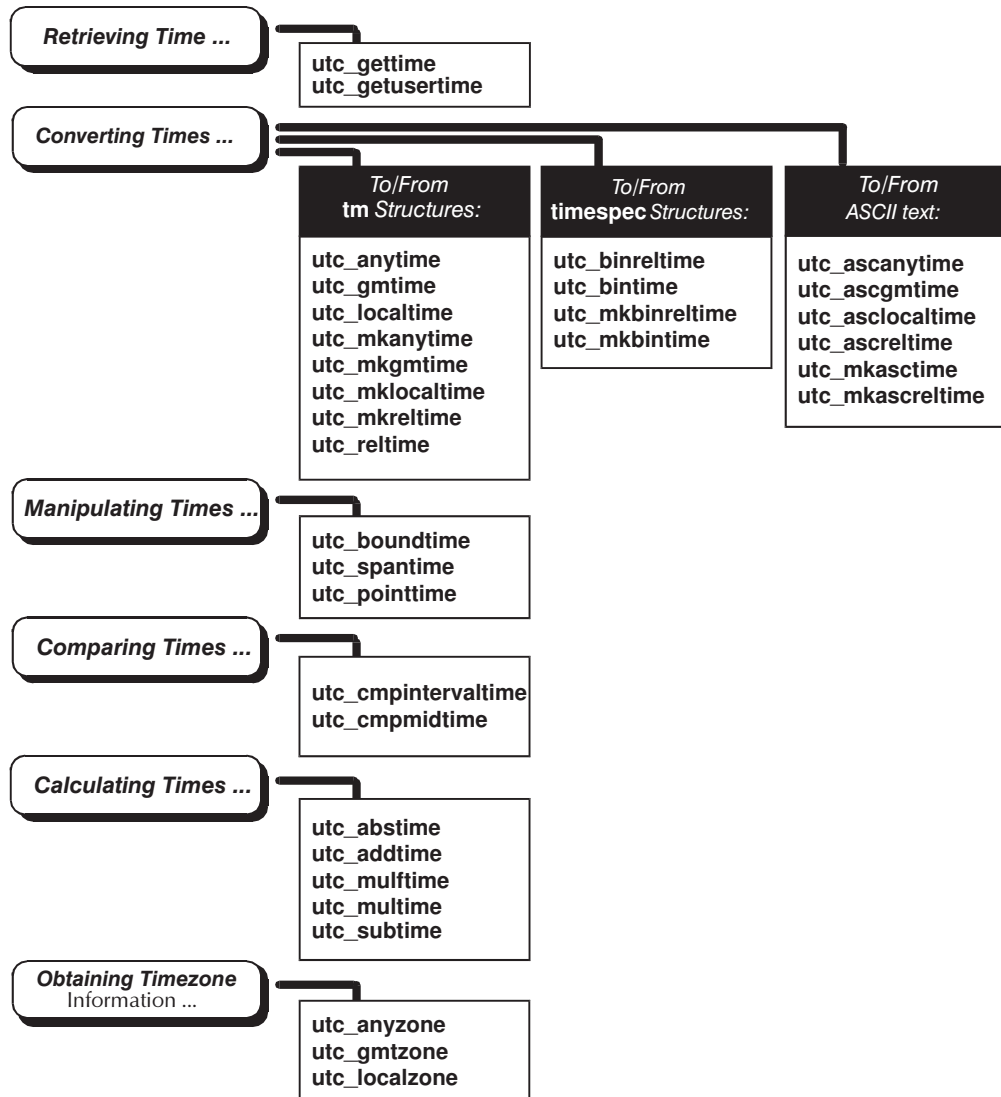 Retrieving Time ...
utc_gettime
utc_getusertime
Converting Times ...
To/From
tm Structures:
utc_anytime
utc_gmtime
utc_localtime
utc_mkanytime
utc_mkgmtime
utc_mklocaltime
utc_mkreltime
utc_reltime
To/From
timespec Structures:
utc_binreltime
utc_bintime
utc_mkbinreltime
utc_mkbintime
To/From
ASCII text:
utc_ascanytime
utc_ascgmtime
utc_asclocaltime
utc_ascreltime
utc_mkasctime
utc_mkascreltime
Manipulating Times ...
utc_boundtime
utc_spantime
utc_pointtime
Comparing Times ...
utc_cmpintervaltime
utc_cmpmidtime
Calculating Times ...
utc_abstime
utc_addtime
utc_mulftime
utc_multime
utc_subtime
Obtaining Timezone
Information ...
utc_anyzone
utc_gmtzone
utc_localzone